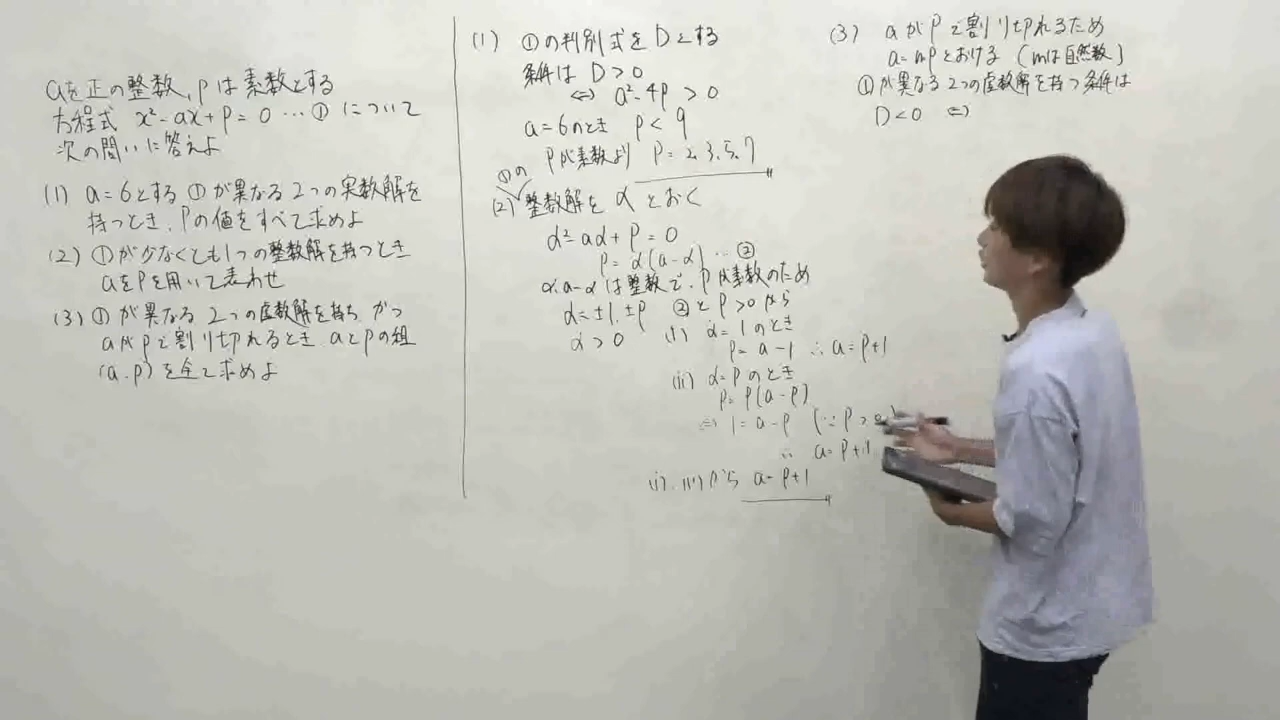 aを正の整数, pは素数とする
方程式 x²-ax+p=0 …① について
次の問いに答えよ
(1) a=6とする ①が異なる2つの実数解を
持つとき、pの値をすべて求めよ
(2) ①が少なくとも1つの整数解を持つとき
aをpを用いて表わせ
(3) ①が異なる2つの虚数解を持ち かつ
aがpで割り切れるとき、aとpの組
(a.p)を全て求めよ
(1) ①の判別式をDとする
条件は D>0
⇔ a²-4p >0
a=6のとき p<9
pが素数より p=2,3,5,7
①の
(2) 整数解を α とおく
α²-aα+p=0
p=α(a-α) …②
α,a-αは整数で、pが素数のため
α=±1,±p ②とp>0から
α>0 (i) α=1のとき
p=a-1 ∴a=p+1
(ii) α=pのとき
p=p(a-p)
⇔ 1=a-p (∵p>0)
∴ a=p+1
(i),(ii)から a=p+1
(3) aがpで割り切れるため
a=mpとおける (mは自然数)
①が異なる2つの虚数解を持つ条件は
D<0 ⇔